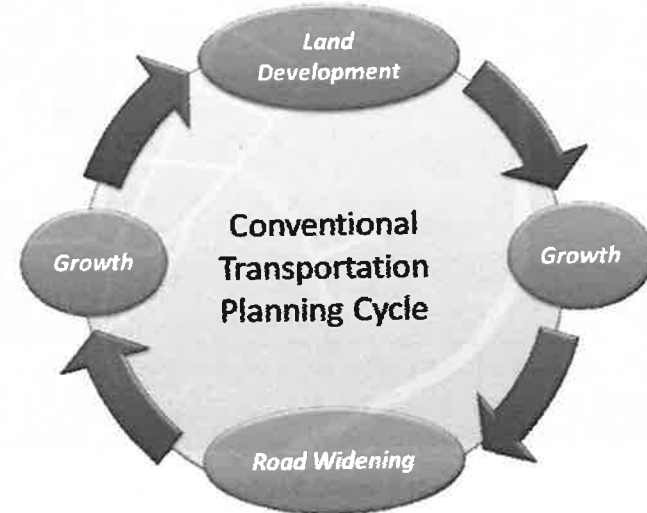 Land
Development
Growth
Conventional
Transportation
Planning Cycle
Growth
Road Widening